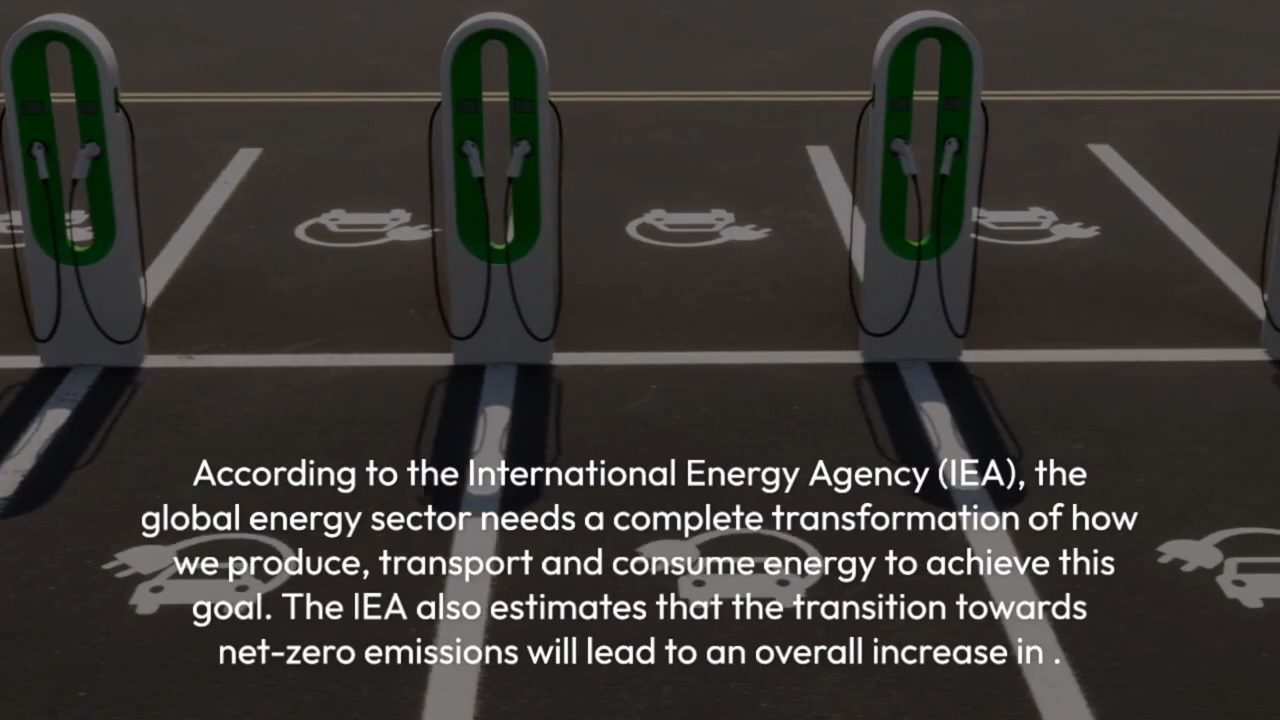 According to the International Energy Agency (IEA), the
global energy sector needs a complete transformation of how
we produce, transport and consume energy to achieve this
goal. The IEA also estimates that the transition towards
net-zero emissions will lead to an overall increase in .